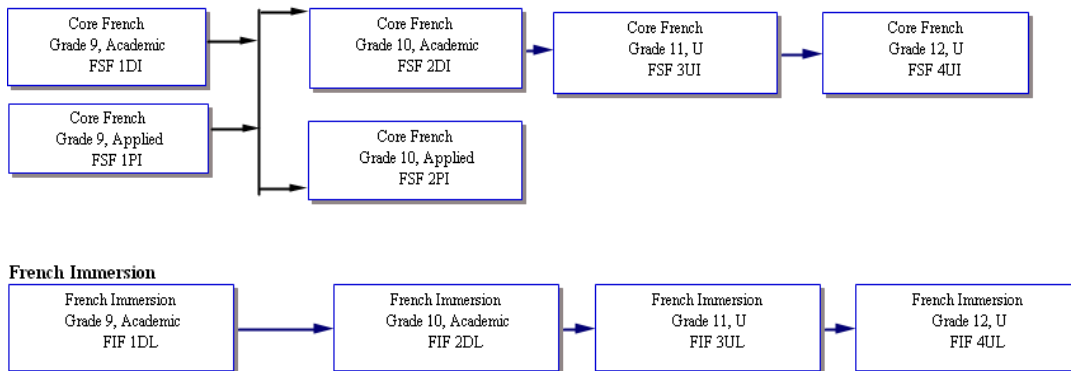 Core French
Grade 9, Academic
FSF 1DI
Core French
Grade 10, Academic
FSF 2DI
Core French
Grade 11, U
FSF 3UI
Core French
Grade 12, U
FSF 4UI
Core French
Grade 9, Applied
FSF 1PI
Core French
Grade 10, Applied
FSF 2PI
French Immersion
French Immersion
Grade 9, Academic
FIF 1DL
French Immersion
Grade 10, Academic
FIF 2DL
French Immersion
Grade 11, U
FIF 3UL
French Immersion
Grade 12, U
FIF 4UL